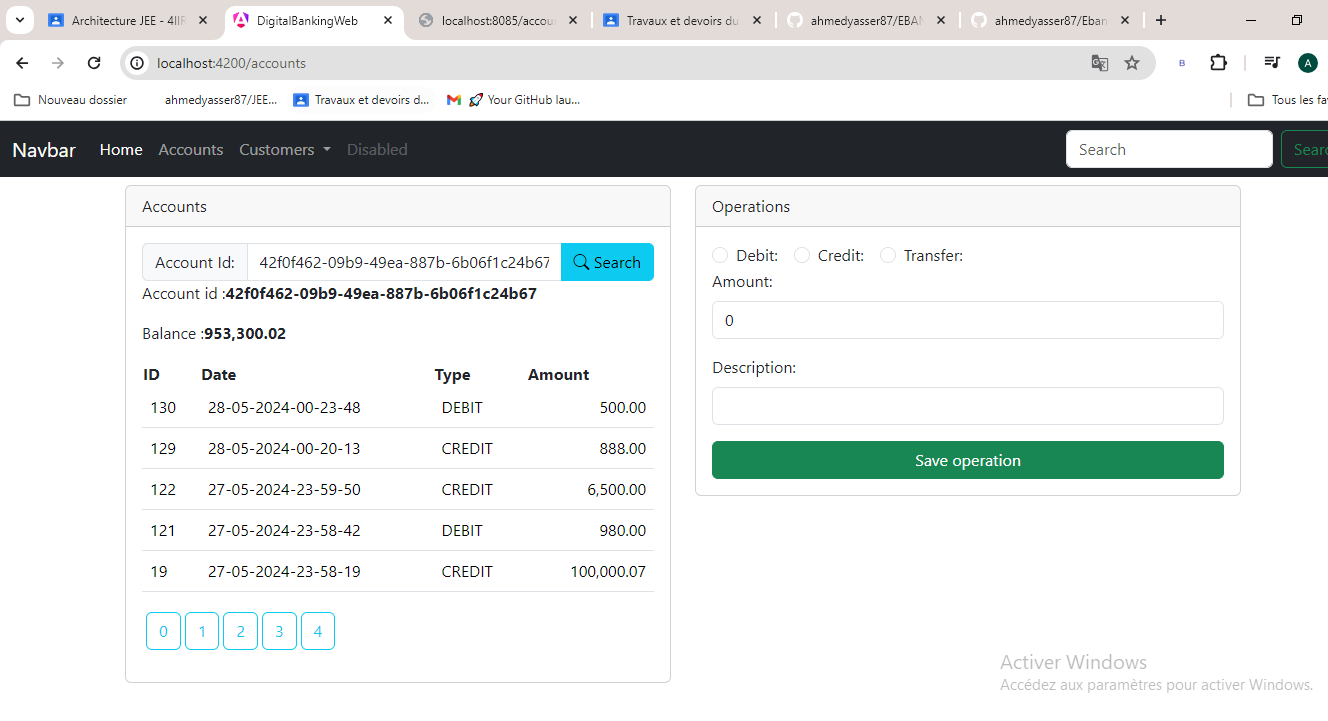 Architecture JEE - 4IIR
DigitalBankingWeb
localhost:8085/accou
Travaux et devoirs du
ahmedyasser87/EBAN
ahmedyasser87/Eban
localhost:4200/accounts
B
A
Nouveau dossier
ahmedyasser87/JEE...
Travaux et devoirs d...
Your GitHub lau...
Tous les fa
Navbar Home Accounts Customers Disabled
Search
Searc
Accounts
Account Id: 42f0f462-09b9-49ea-887b-6b06f1c24b67 Search
Account id :42f0f462-09b9-49ea-887b-6b06f1c24b67
Balance :953,300.02
ID Date Type Amount
130 28-05-2024-00-23-48 DEBIT 500.00
129 28-05-2024-00-20-13 CREDIT 888.00
122 27-05-2024-23-59-50 CREDIT 6,500.00
121 27-05-2024-23-58-42 DEBIT 980.00
19 27-05-2024-23-58-19 CREDIT 100,000.07
0 1 2 3 4
Operations
Debit: Credit: Transfer:
Amount:
0
Description:
Save operation
Activer Windows
Accédez aux paramètres pour activer Windows.